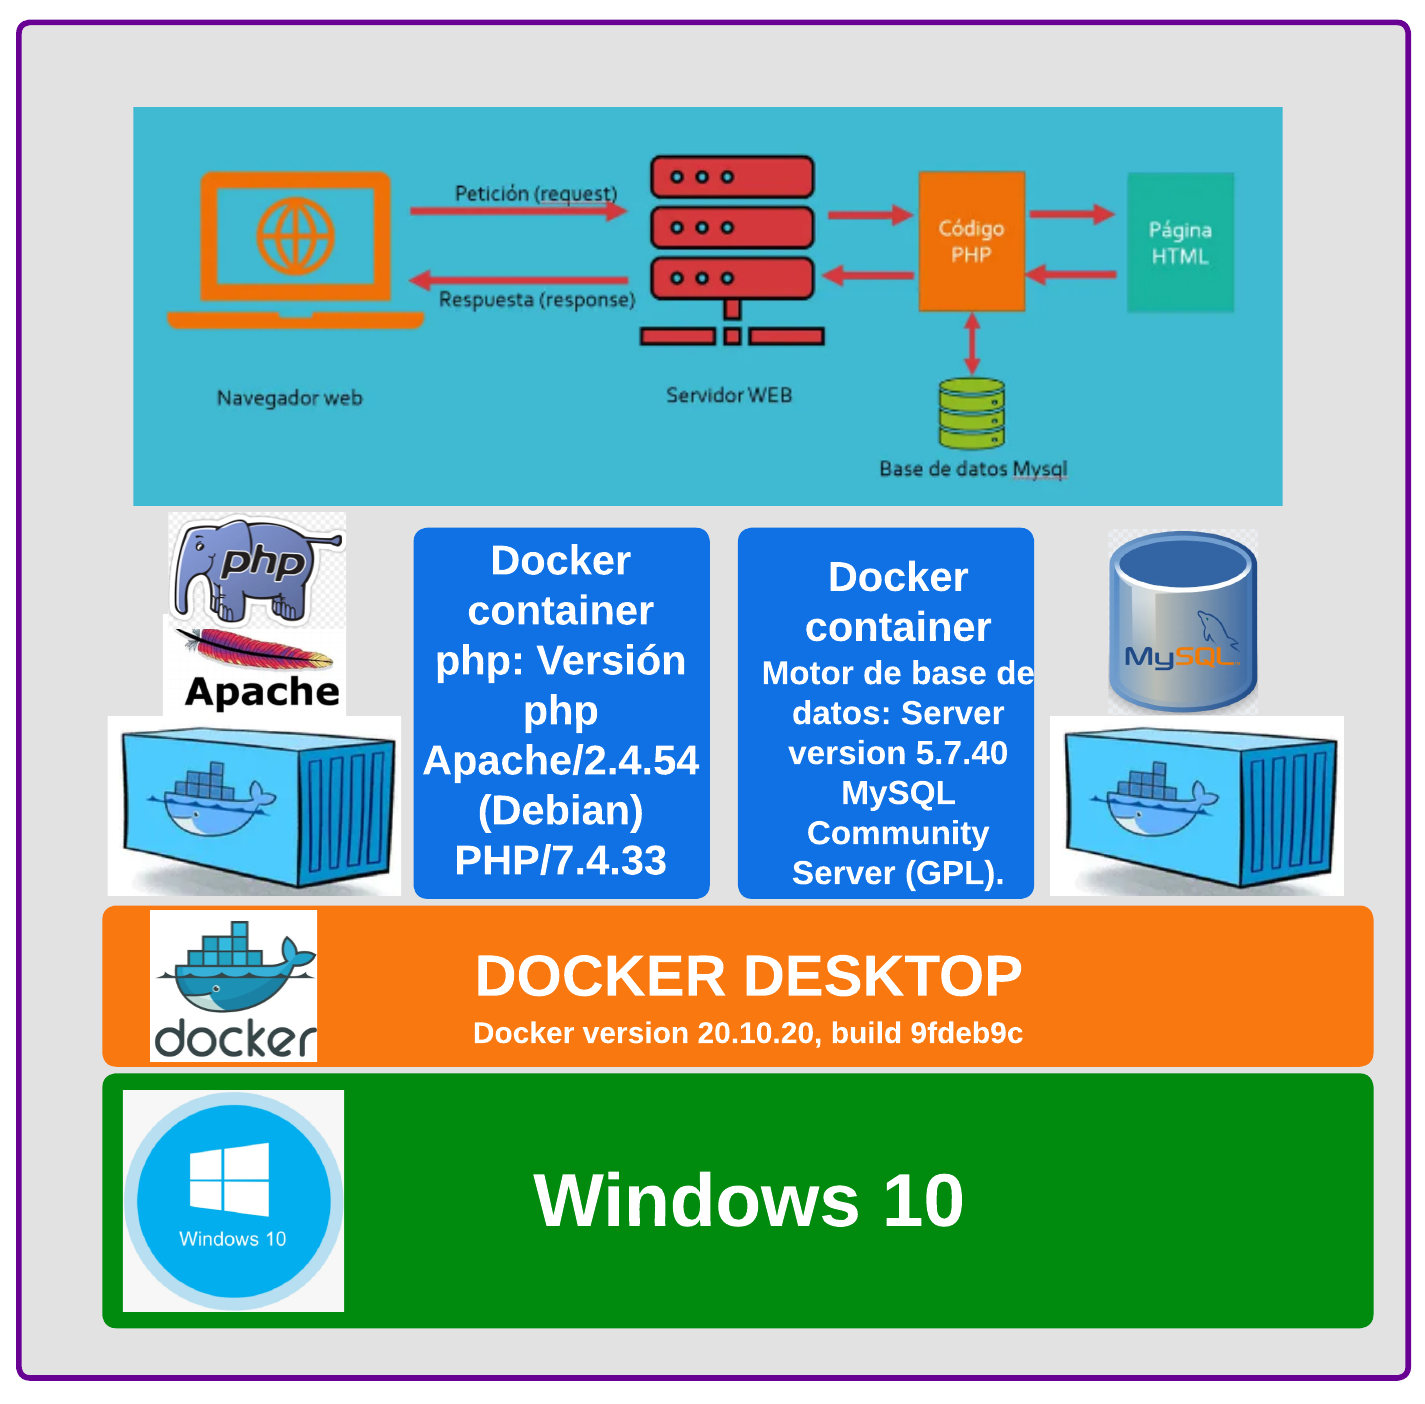 Petición (request)
Respuesta (response)
Navegador web
Servidor WEB
Código
PHP
Página
HTML
Base de datos Mysql
php
Apache
Docker
container
php: Versión
php
Apache/2.4.54
(Debian)
PHP/7.4.33
Docker
container
Motor de base de
datos: Server
version 5.7.40
MySQL
Community
Server (GPL).
MySQL
docker
DOCKER DESKTOP
Docker version 20.10.20, build 9fdeb9c
Windows 10
Windows 10